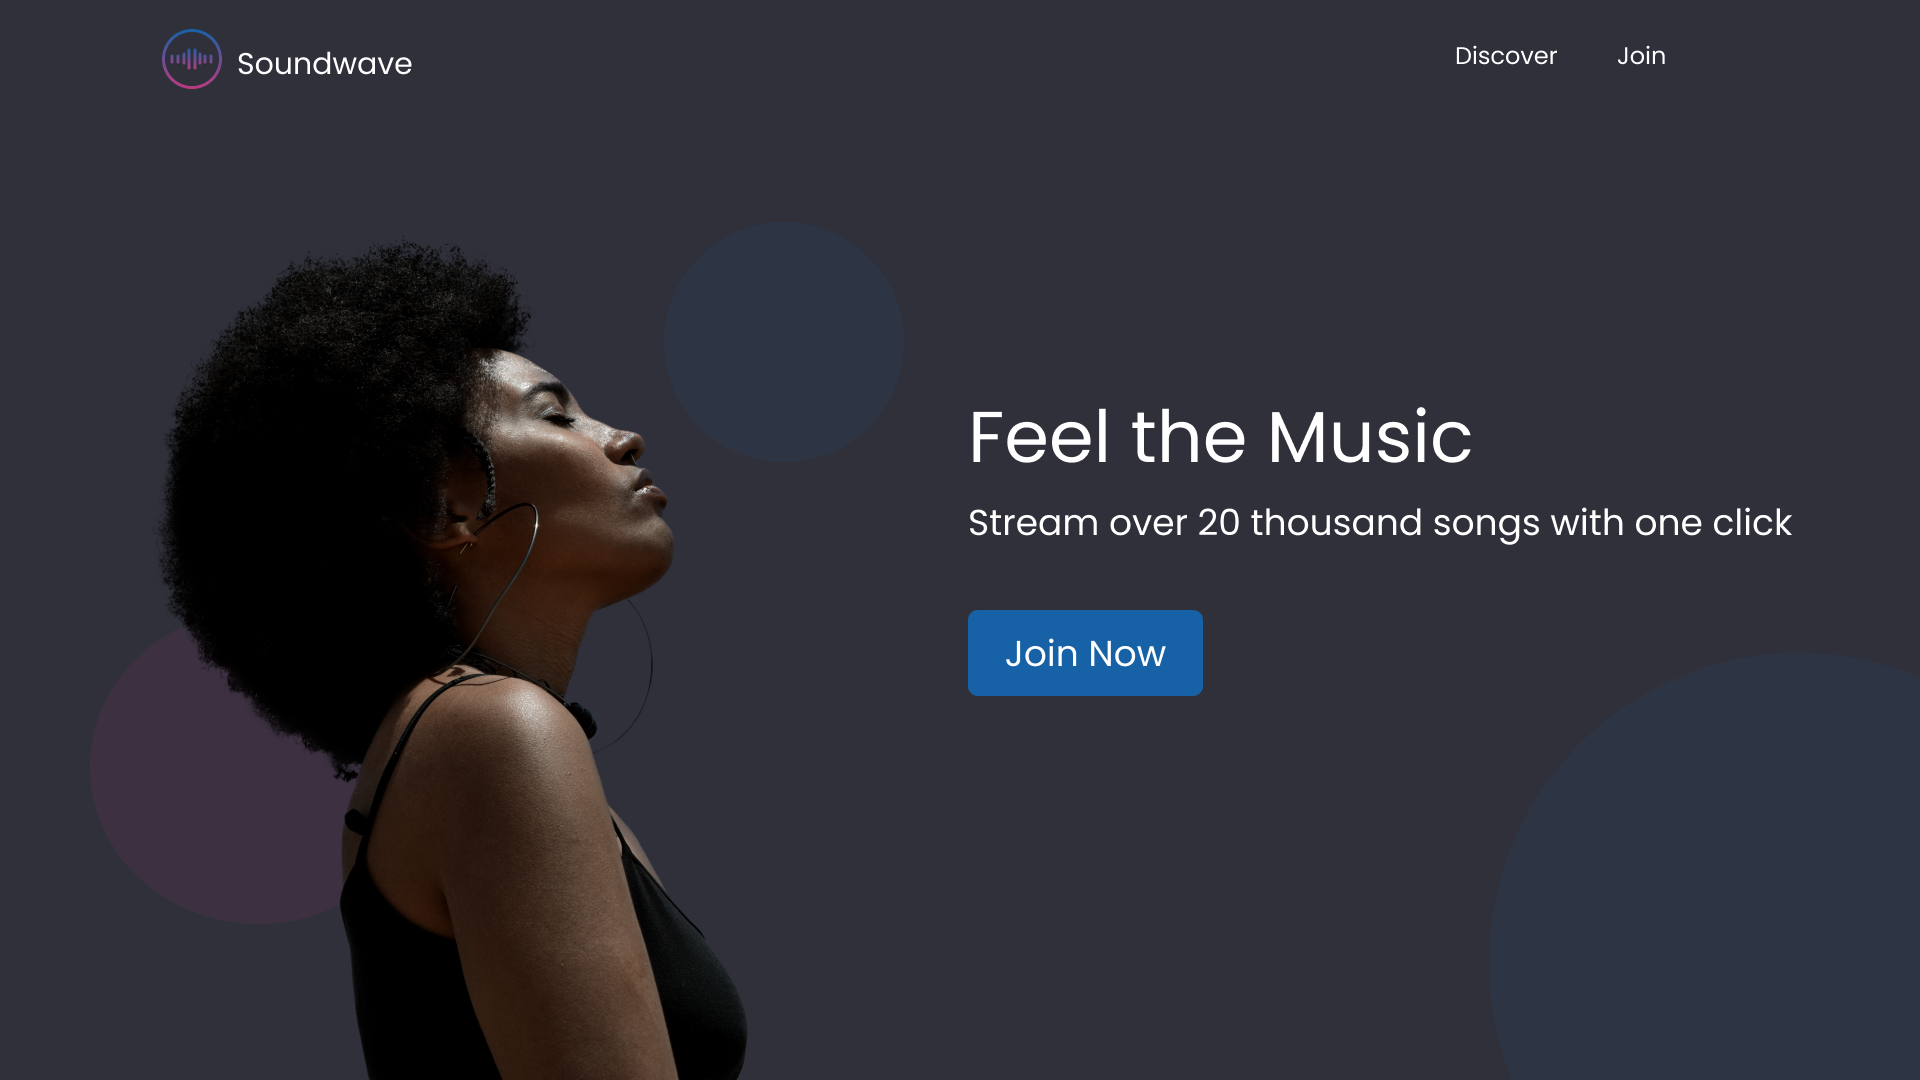 Soundwave
Discover
Join
Feel the Music
Stream over 20 thousand songs with one click
Join Now